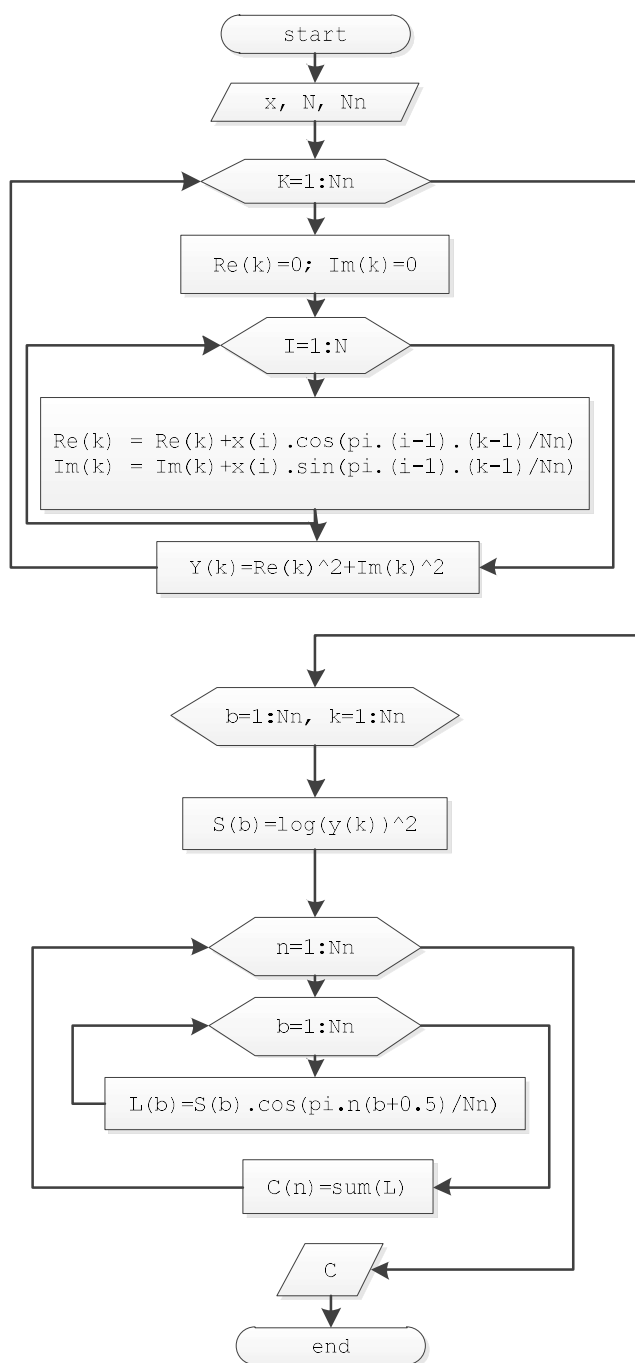 start
x, N, Nn
K=1:Nn
Re(k)=0; Im(k)=0
I=1:N
Re(k) = Re(k)+x(i).cos(pi.(i-1).(k-1)/Nn)
Im(k) = Im(k)+x(i).sin(pi.(i-1).(k-1)/Nn)
Y(k)=Re(k)^2+Im(k)^2
b=1:Nn, k=1:Nn
S(b)=log(y(k))^2
n=1:Nn
b=1:Nn
L(b)=S(b).cos(pi.n(b+0.5)/Nn)
C(n)=sum(L)
C
end